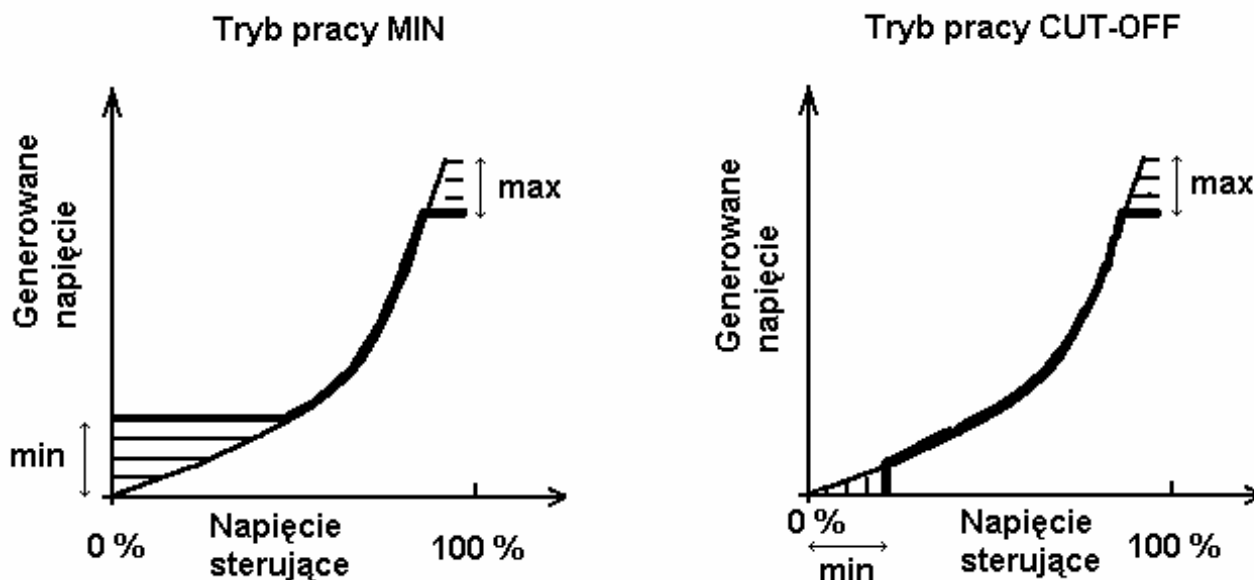 Tryb pracy MIN
Generowane
napięcie
max
min
0 %
Napięcie
sterujące
100 %
Tryb pracy CUT-OFF
Generowane
napięcie
max
0 %
min
Napięcie
sterujące
100 %